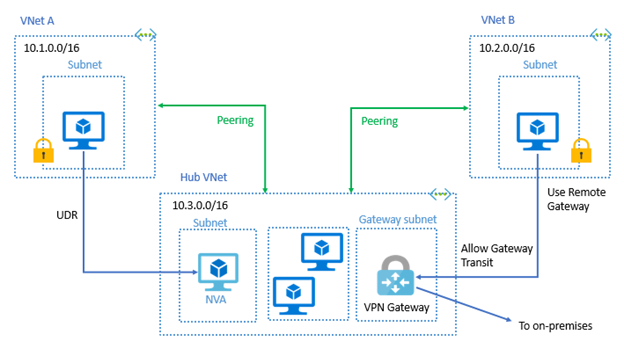 VNet A
VNet B
10.1.0.0/16
10.2.0.0/16
Subnet
Subnet
Peering
Peering
Hub VNet
Use Remote
Gateway
10.3.0.0/16
UDR
Subnet
Gateway subnet
Allow Gateway
Transit
NVA
VPN Gateway
To on-premises